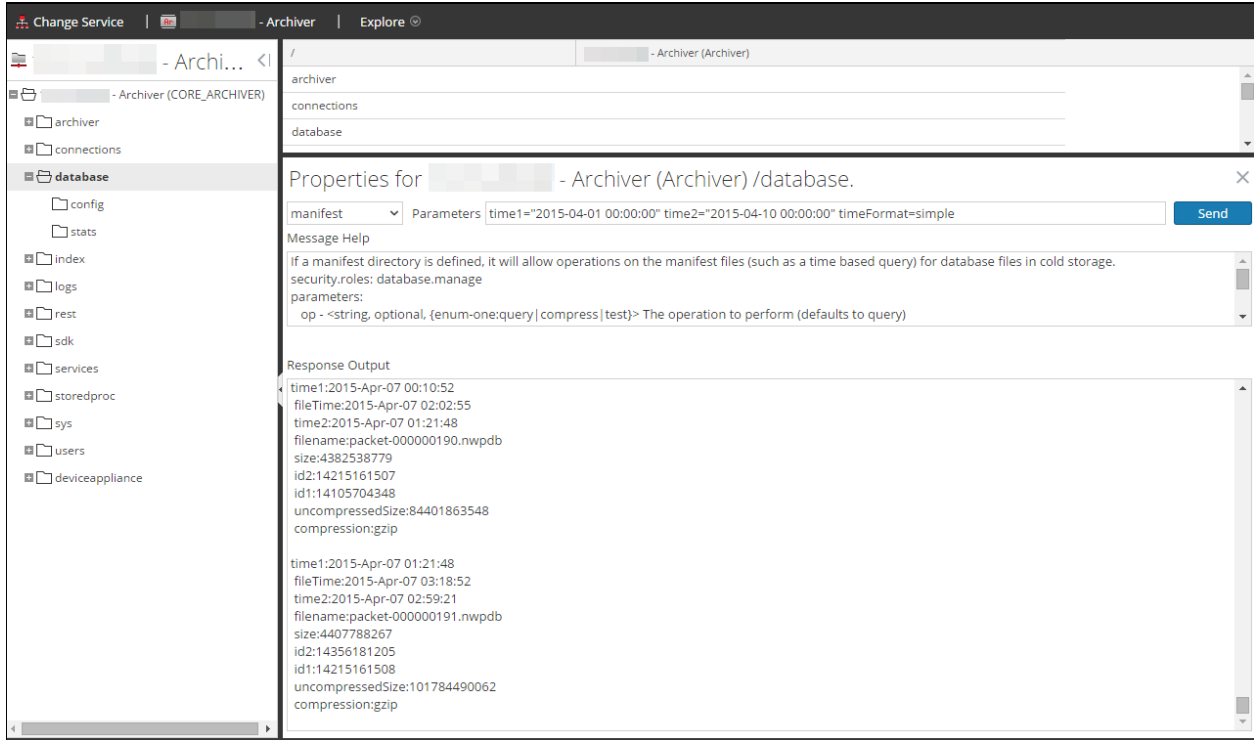 Change Service | - Archiver | Explore
- Archi...
/ - Archiver (Archiver)
archiver
connections
database
- Archiver (CORE_ARCHIVER)
archiver
connections
database
config
stats
index
logs
rest
sdk
services
storedproc
sys
users
deviceappliance
Properties for - Archiver (Archiver) /database.
manifest Parameters time1="2015-04-01 00:00:00" time2="2015-04-10 00:00:00" timeFormat=simple Send
Message Help
If a manifest directory is defined, it will allow operations on the manifest files (such as a time based query) for database files in cold storage.
security.roles: database.manage
parameters:
op - <string, optional, {enum-one:query|compress|test}> The operation to perform (defaults to query)
Response Output
time1:2015-Apr-07 00:10:52
fileTime:2015-Apr-07 02:02:55
time2:2015-Apr-07 01:21:48
filename:packet-000000190.nwpdb
size:4382538779
id2:14215161507
id1:14105704348
uncompressedSize:84401863548
compression:gzip
time1:2015-Apr-07 01:21:48
fileTime:2015-Apr-07 03:18:52
time2:2015-Apr-07 02:59:21
filename:packet-000000191.nwpdb
size:4407788267
id2:14356181205
id1:14215161508
uncompressedSize:101784490062
compression:gzip